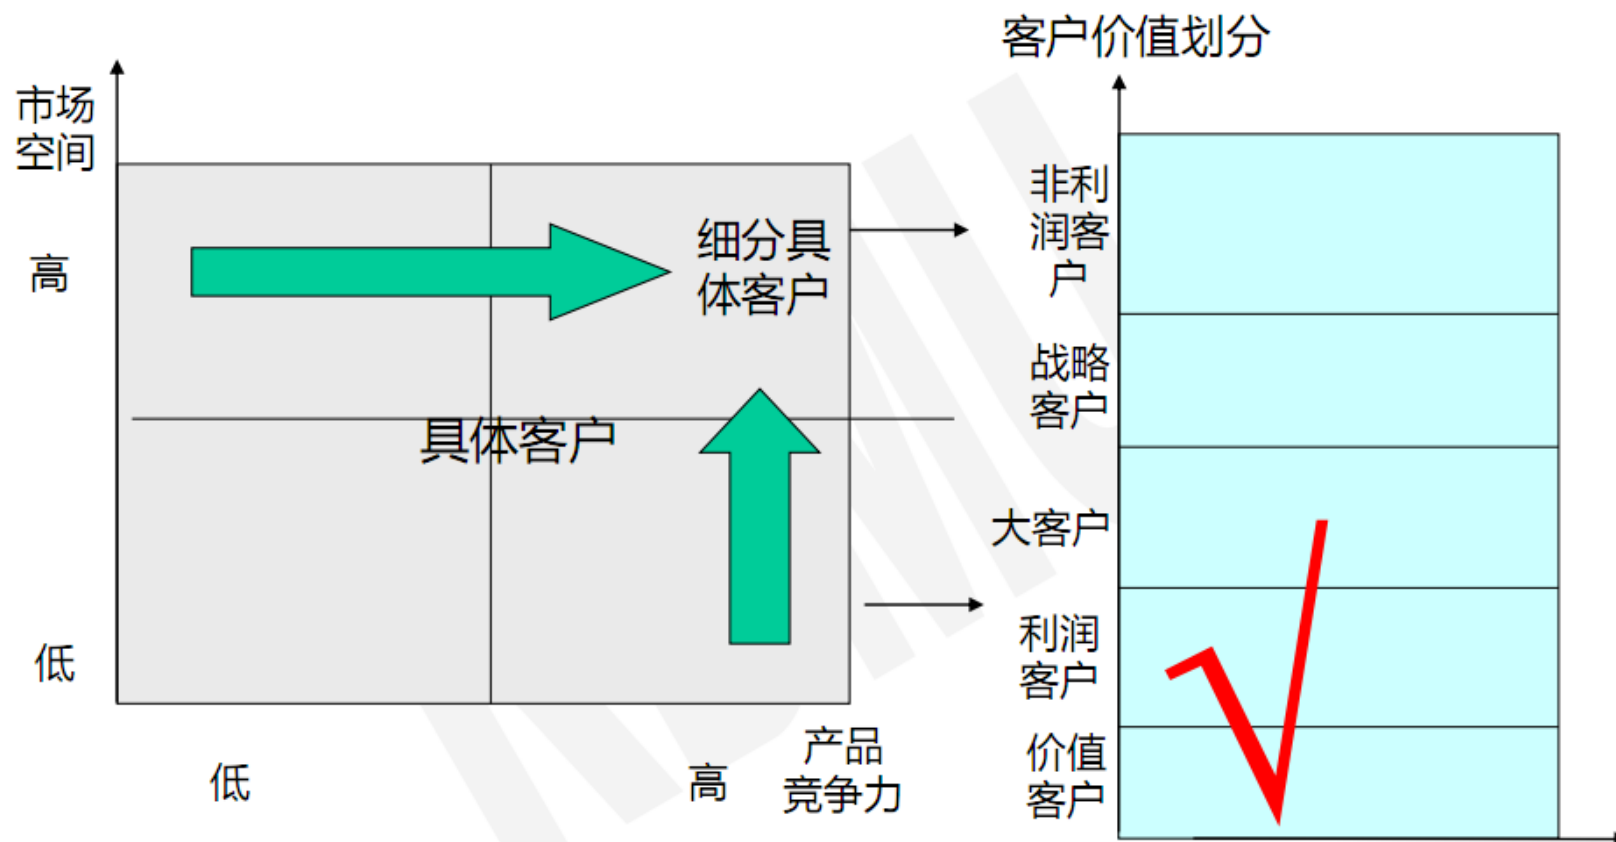 客户价值划分
市场
空间
高
低
细分具
体客户
具体客户
低
高
产品
竞争力
非利
润客
户
战略
客户
大客户
利润
客户
价值
客户